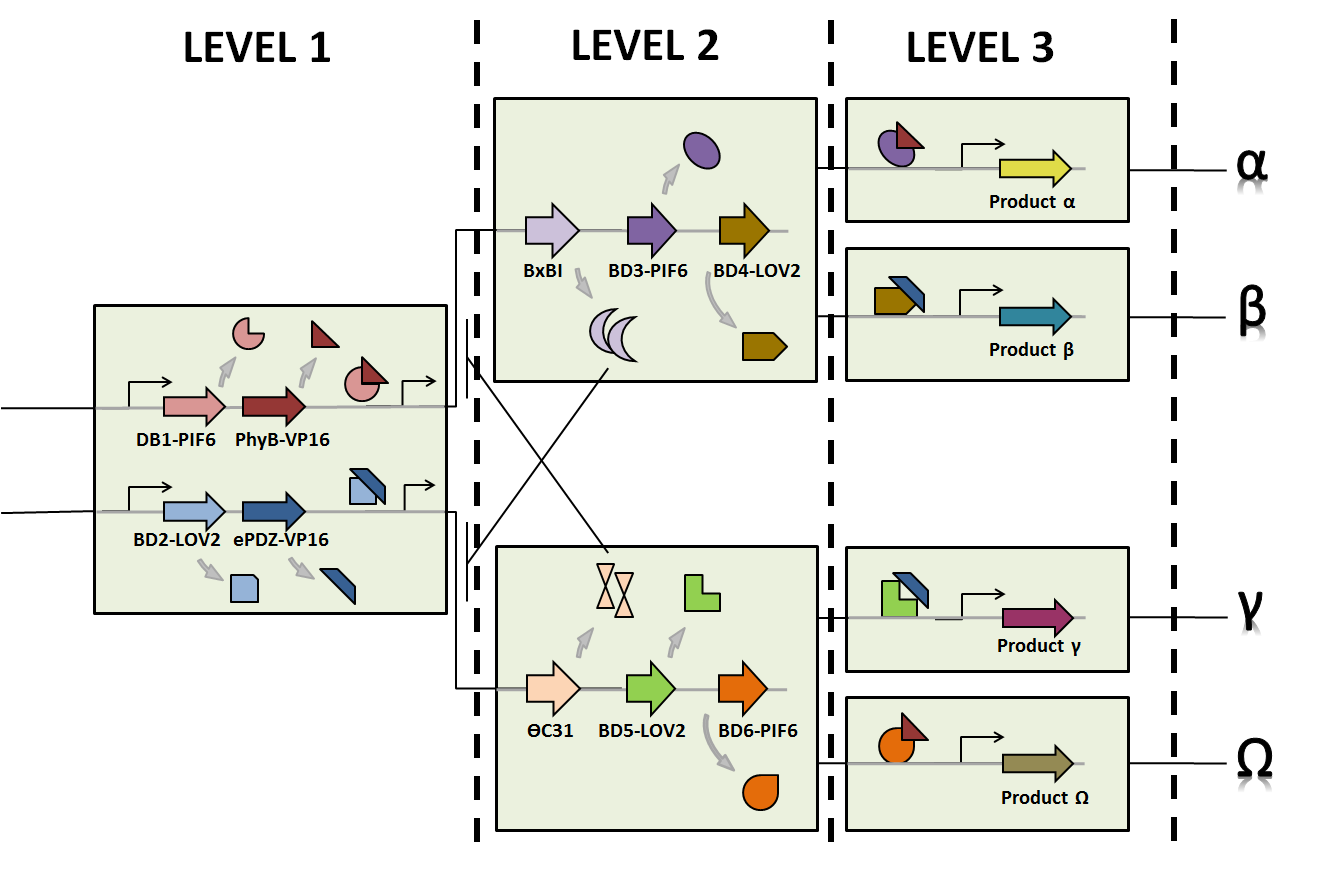 LEVEL 1
LEVEL 2
LEVEL 3
DB1-PIF6
PhyB-VP16
BD2-LOV2
ePDZ-VP16
BxBI
BD3-PIF6
BD4-LOV2
ϴC31
BD5-LOV2
BD6-PIF6
Product α
α
Product β
β
Product γ
γ
Product Ω
Ω